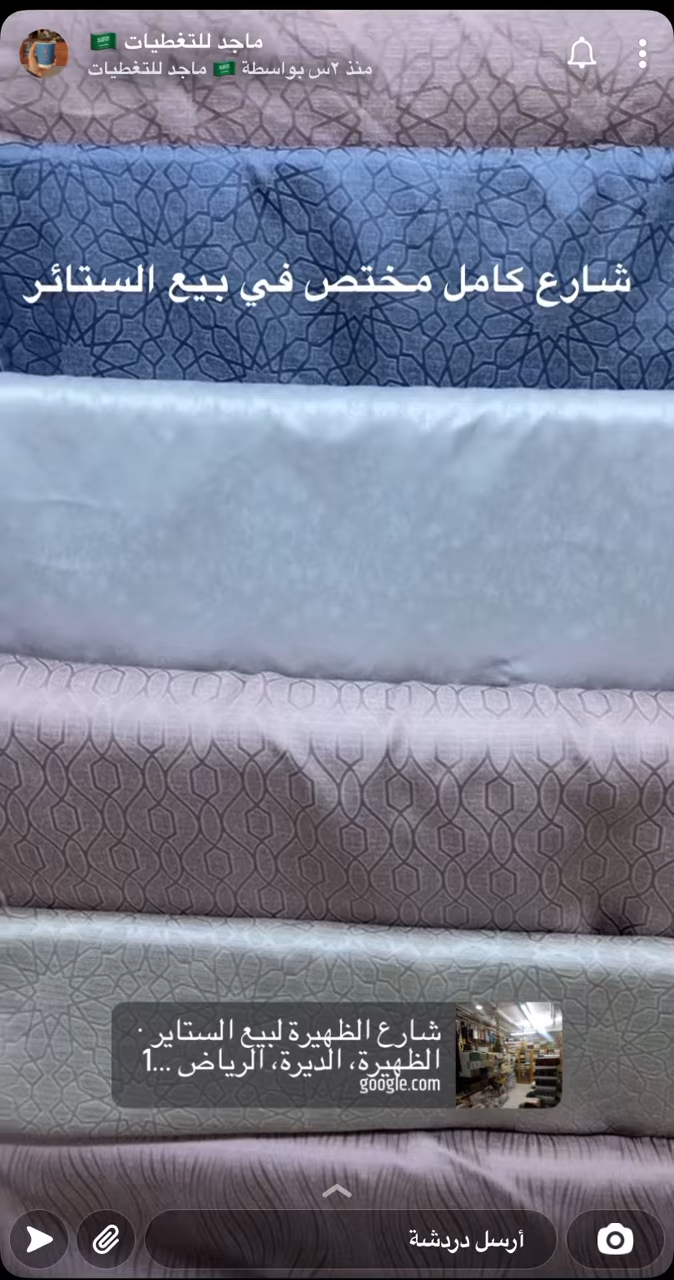 ماجد للتغطيات 🇸🇦
منذ ٢س بواسطة 🇸🇦 ماجد للتغطيات
شارع كامل مختص في بيع الستائر
شارع الظهيرة لبيع الستاير ·
الظهيرة، الديرة، الرياض 1...
google.com
أرسل دردشة